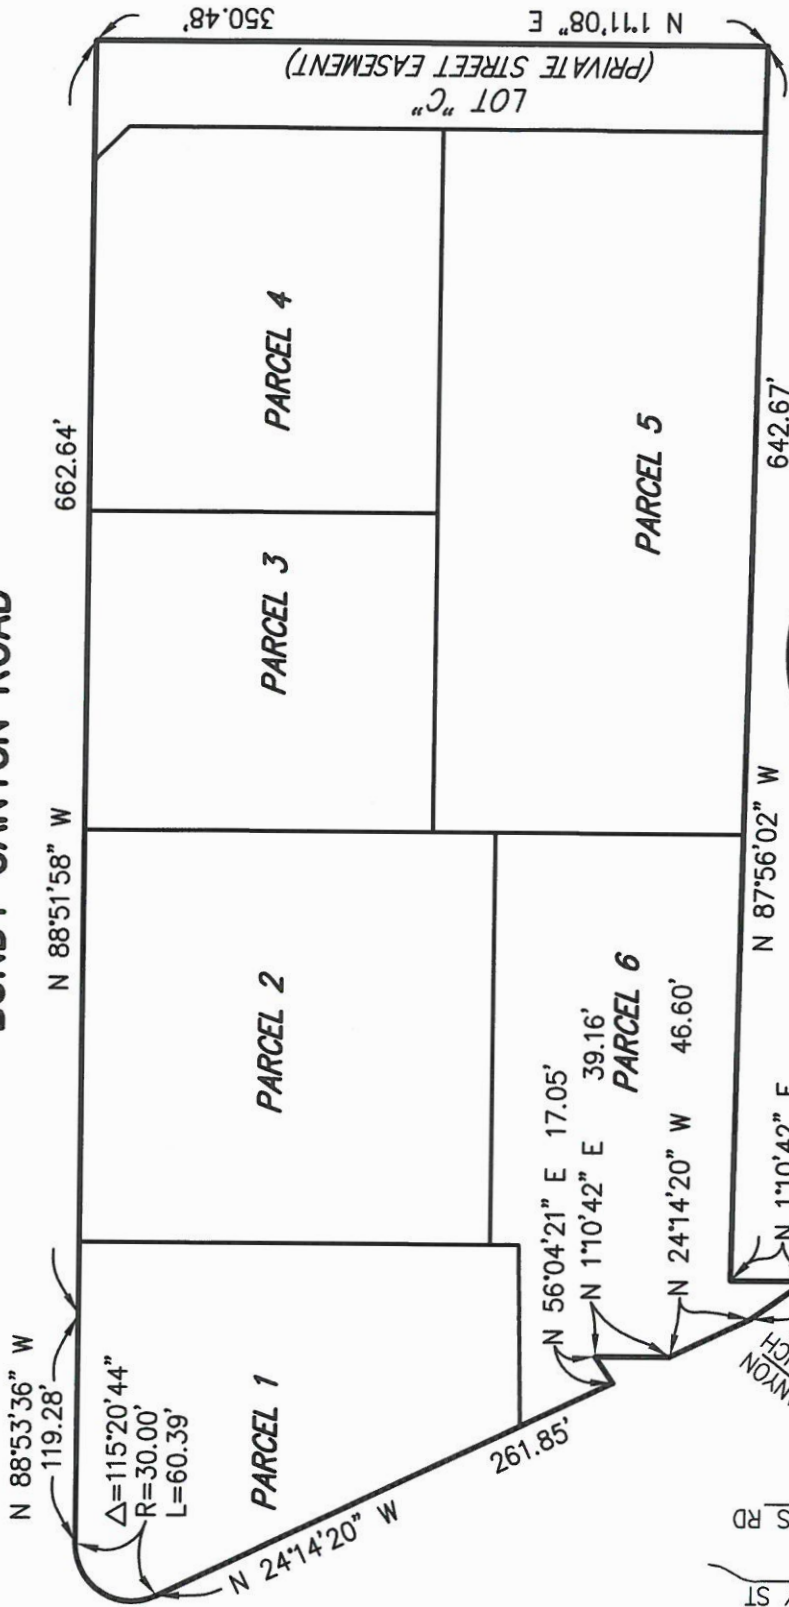 BUNDY CANYON ROAD
N 88°53'36" W
119.28'
N 88°51'58" W
662.64'
350.48'
N 1°11'08" E
LOT "C"
(PRIVATE STREET EASEMENT)
Δ=115°20'44"
R=30.00'
L=60.39'
PARCEL 1
PARCEL 2
PARCEL 3
PARCEL 4
PARCEL 5
PARCEL 6
N 24°14'20" W
261.85'
N 56°04'21" E 17.05'
N 1°10'42" E 39.16'
N 24°14'20" W 46.60'
N 1°10'42" E
N 87°56'02" W
642.67'
S RD
ST